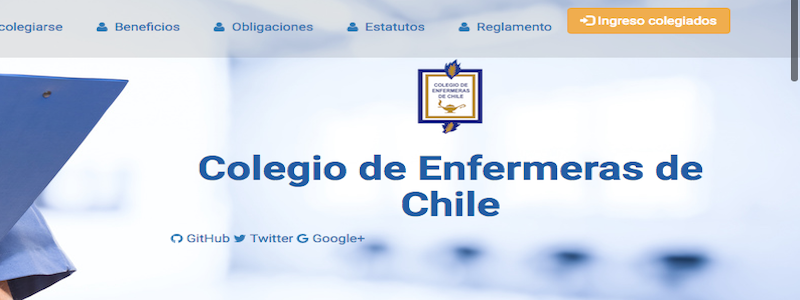 colegiarse Beneficios Obligaciones Estatutos Reglamento Ingreso colegiados
COLEGIO DE
ENFERMERAS
DE CHILE
Colegio de Enfermeras de
Chile
GitHub Twitter Google+